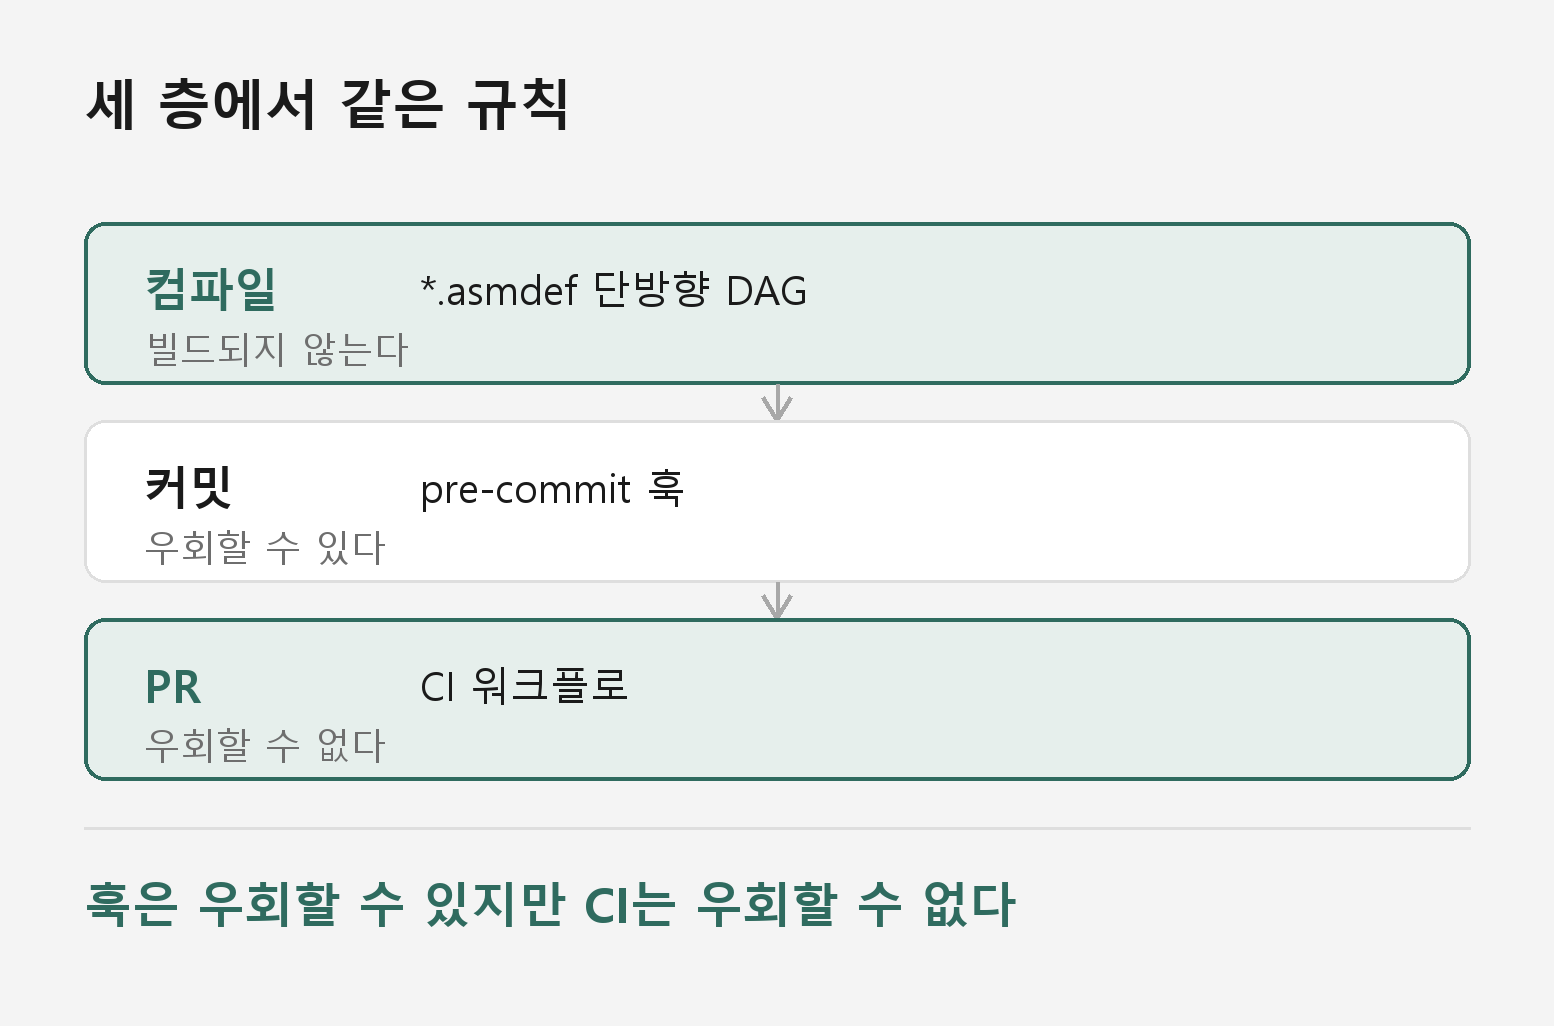 세 층에서 같은 규칙
컴파일 *.asmdef 단방향 DAG
빌드되지 않는다
커밋 pre-commit 훅
우회할 수 있다
PR CI 워크플로
우회할 수 없다
훅은 우회할 수 있지만 CI는 우회할 수 없다